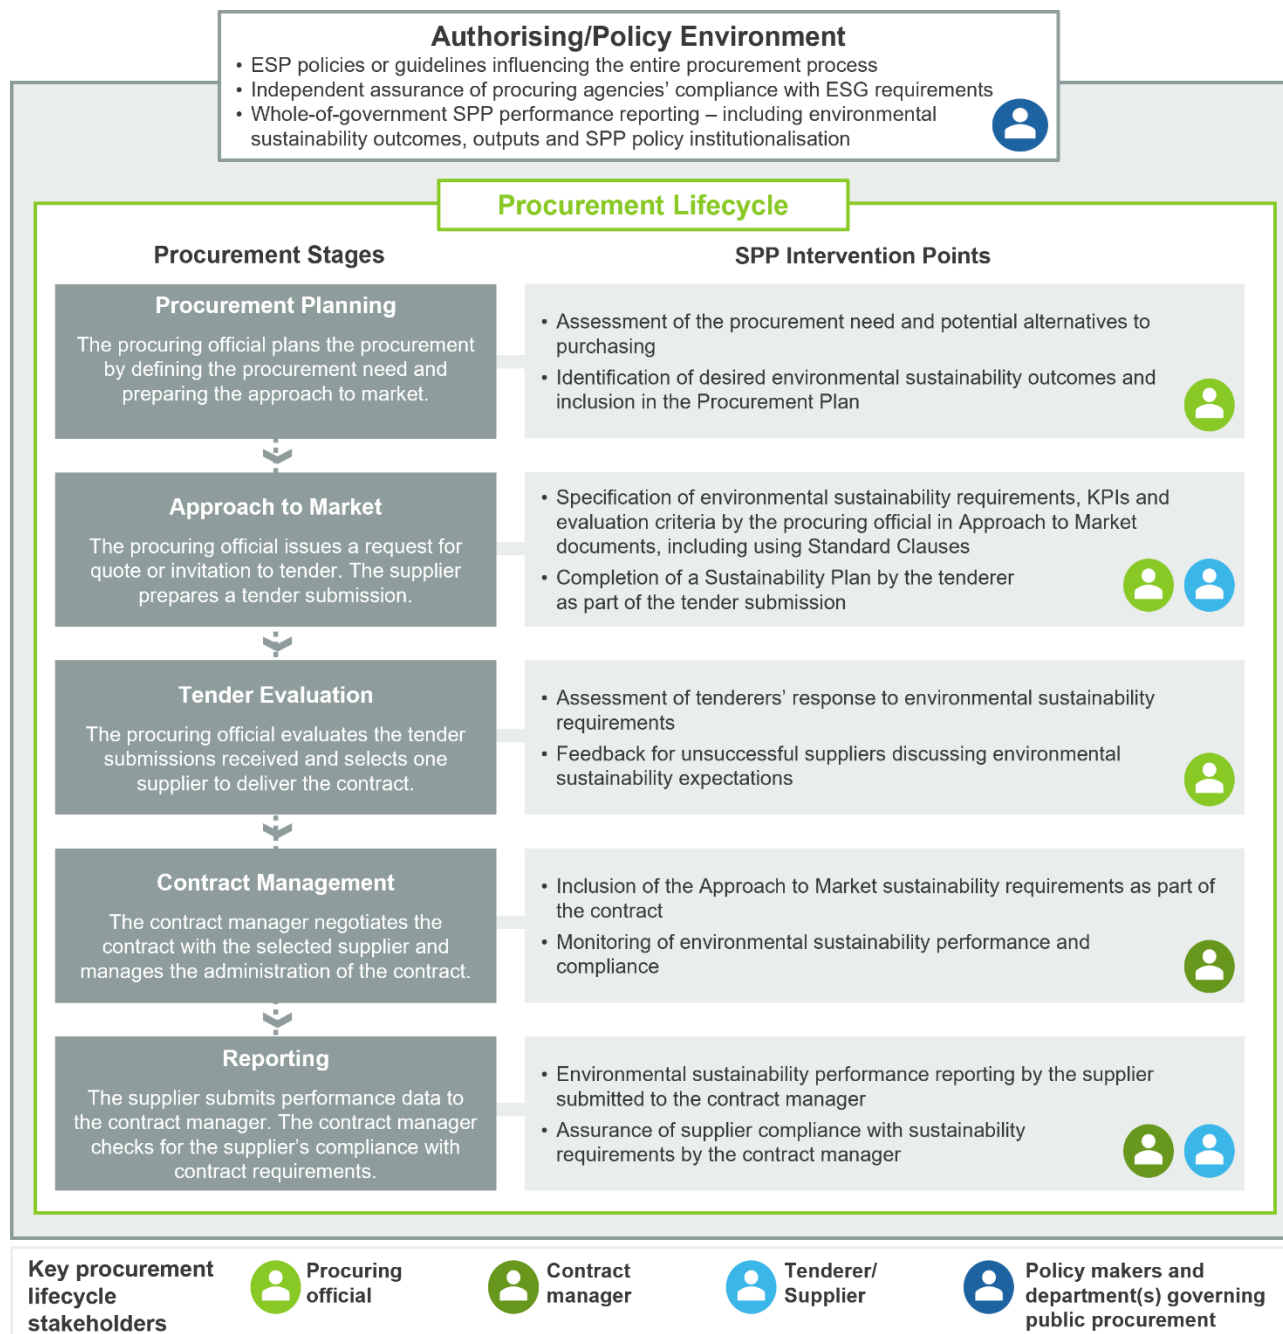 Authorising/Policy Environment
• ESP policies or guidelines influencing the entire procurement process
• Independent assurance of procuring agencies’ compliance with ESG requirements
• Whole-of-government SPP performance reporting – including environmental
sustainability outcomes, outputs and SPP policy institutionalisation
Procurement Lifecycle
Procurement Stages
SPP Intervention Points
Procurement Planning
The procuring official plans the procurement
by defining the procurement need and
preparing the approach to market.
• Assessment of the procurement need and potential alternatives to
purchasing
• Identification of desired environmental sustainability outcomes and
inclusion in the Procurement Plan
Approach to Market
The procuring official issues a request for
quote or invitation to tender. The supplier
prepares a tender submission.
• Specification of environmental sustainability requirements, KPIs and
evaluation criteria by the procuring official in Approach to Market
documents, including using Standard Clauses
• Completion of a Sustainability Plan by the tenderer
as part of the tender submission
Tender Evaluation
The procuring official evaluates the tender
submissions received and selects one
supplier to deliver the contract.
• Assessment of tenderers’ response to environmental sustainability
requirements
• Feedback for unsuccessful suppliers discussing environmental
sustainability expectations
Contract Management
The contract manager negotiates the
contract with the selected supplier and
manages the administration of the contract.
• Inclusion of the Approach to Market sustainability requirements as part of
the contract
• Monitoring of environmental sustainability performance and
compliance
Reporting
The supplier submits performance data to
the contract manager. The contract manager
checks for the supplier’s compliance with
contract requirements.
• Environmental sustainability performance reporting by the supplier
submitted to the contract manager
• Assurance of supplier compliance with sustainability
requirements by the contract manager
Key procurement
lifecycle
stakeholders
Procuring
official
Contract
manager
Tenderer/
Supplier
Policy makers and
department(s) governing
public procurement